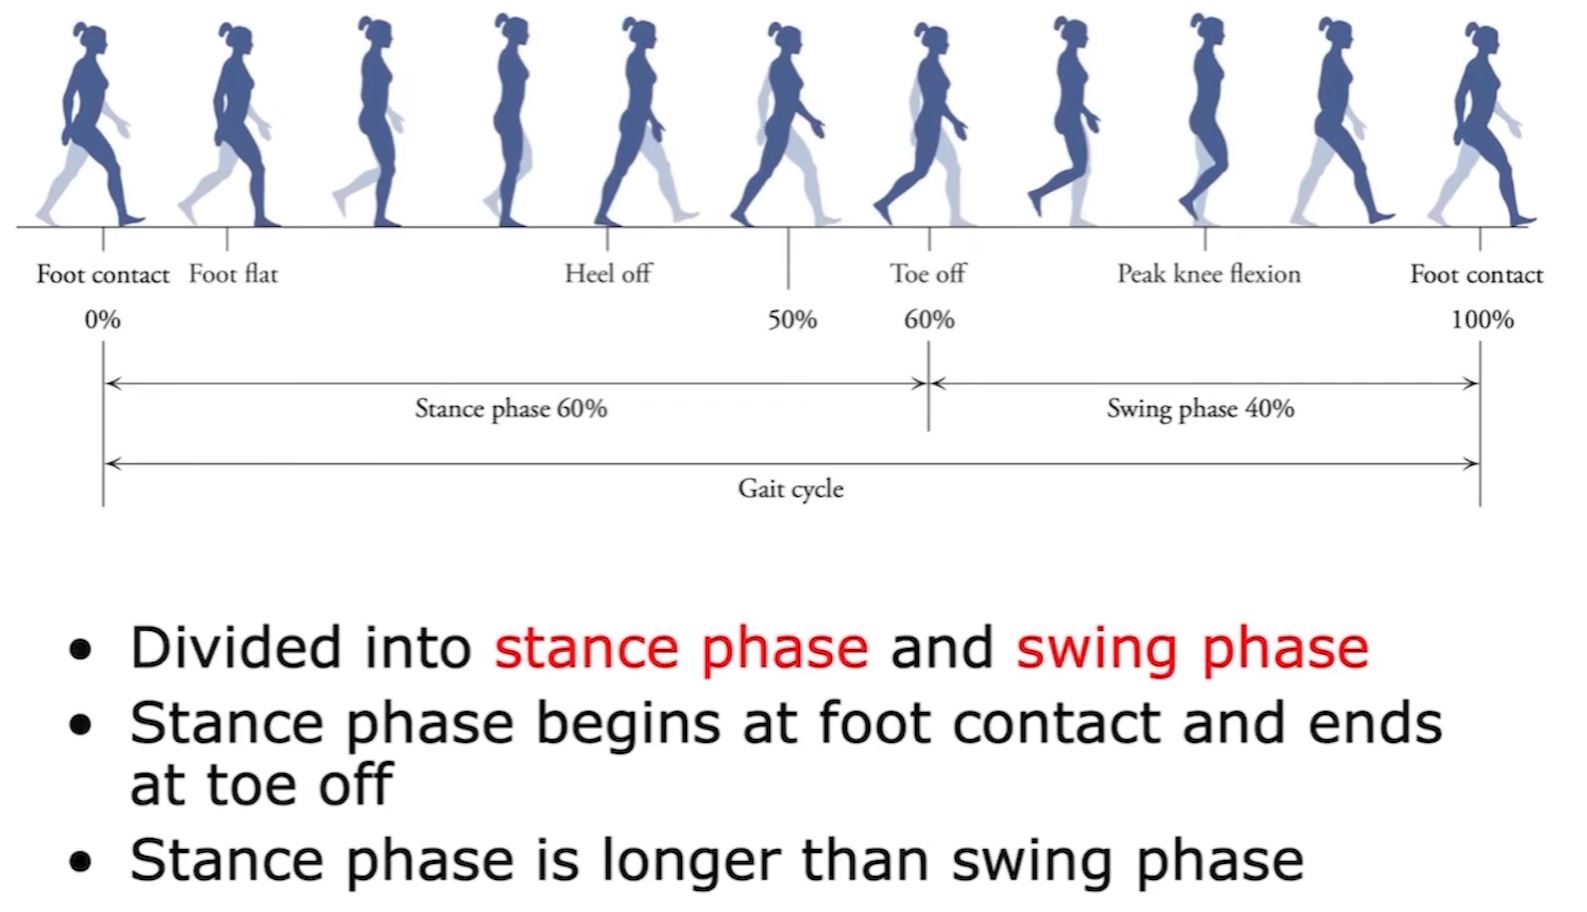 Foot contact Foot flat Heel off Toe off Peak knee flexion Foot contact
0% 50% 60% 100%
Stance phase 60% Swing phase 40%
Gait cycle
• Divided into stance phase and swing phase
• Stance phase begins at foot contact and ends
at toe off
• Stance phase is longer than swing phase